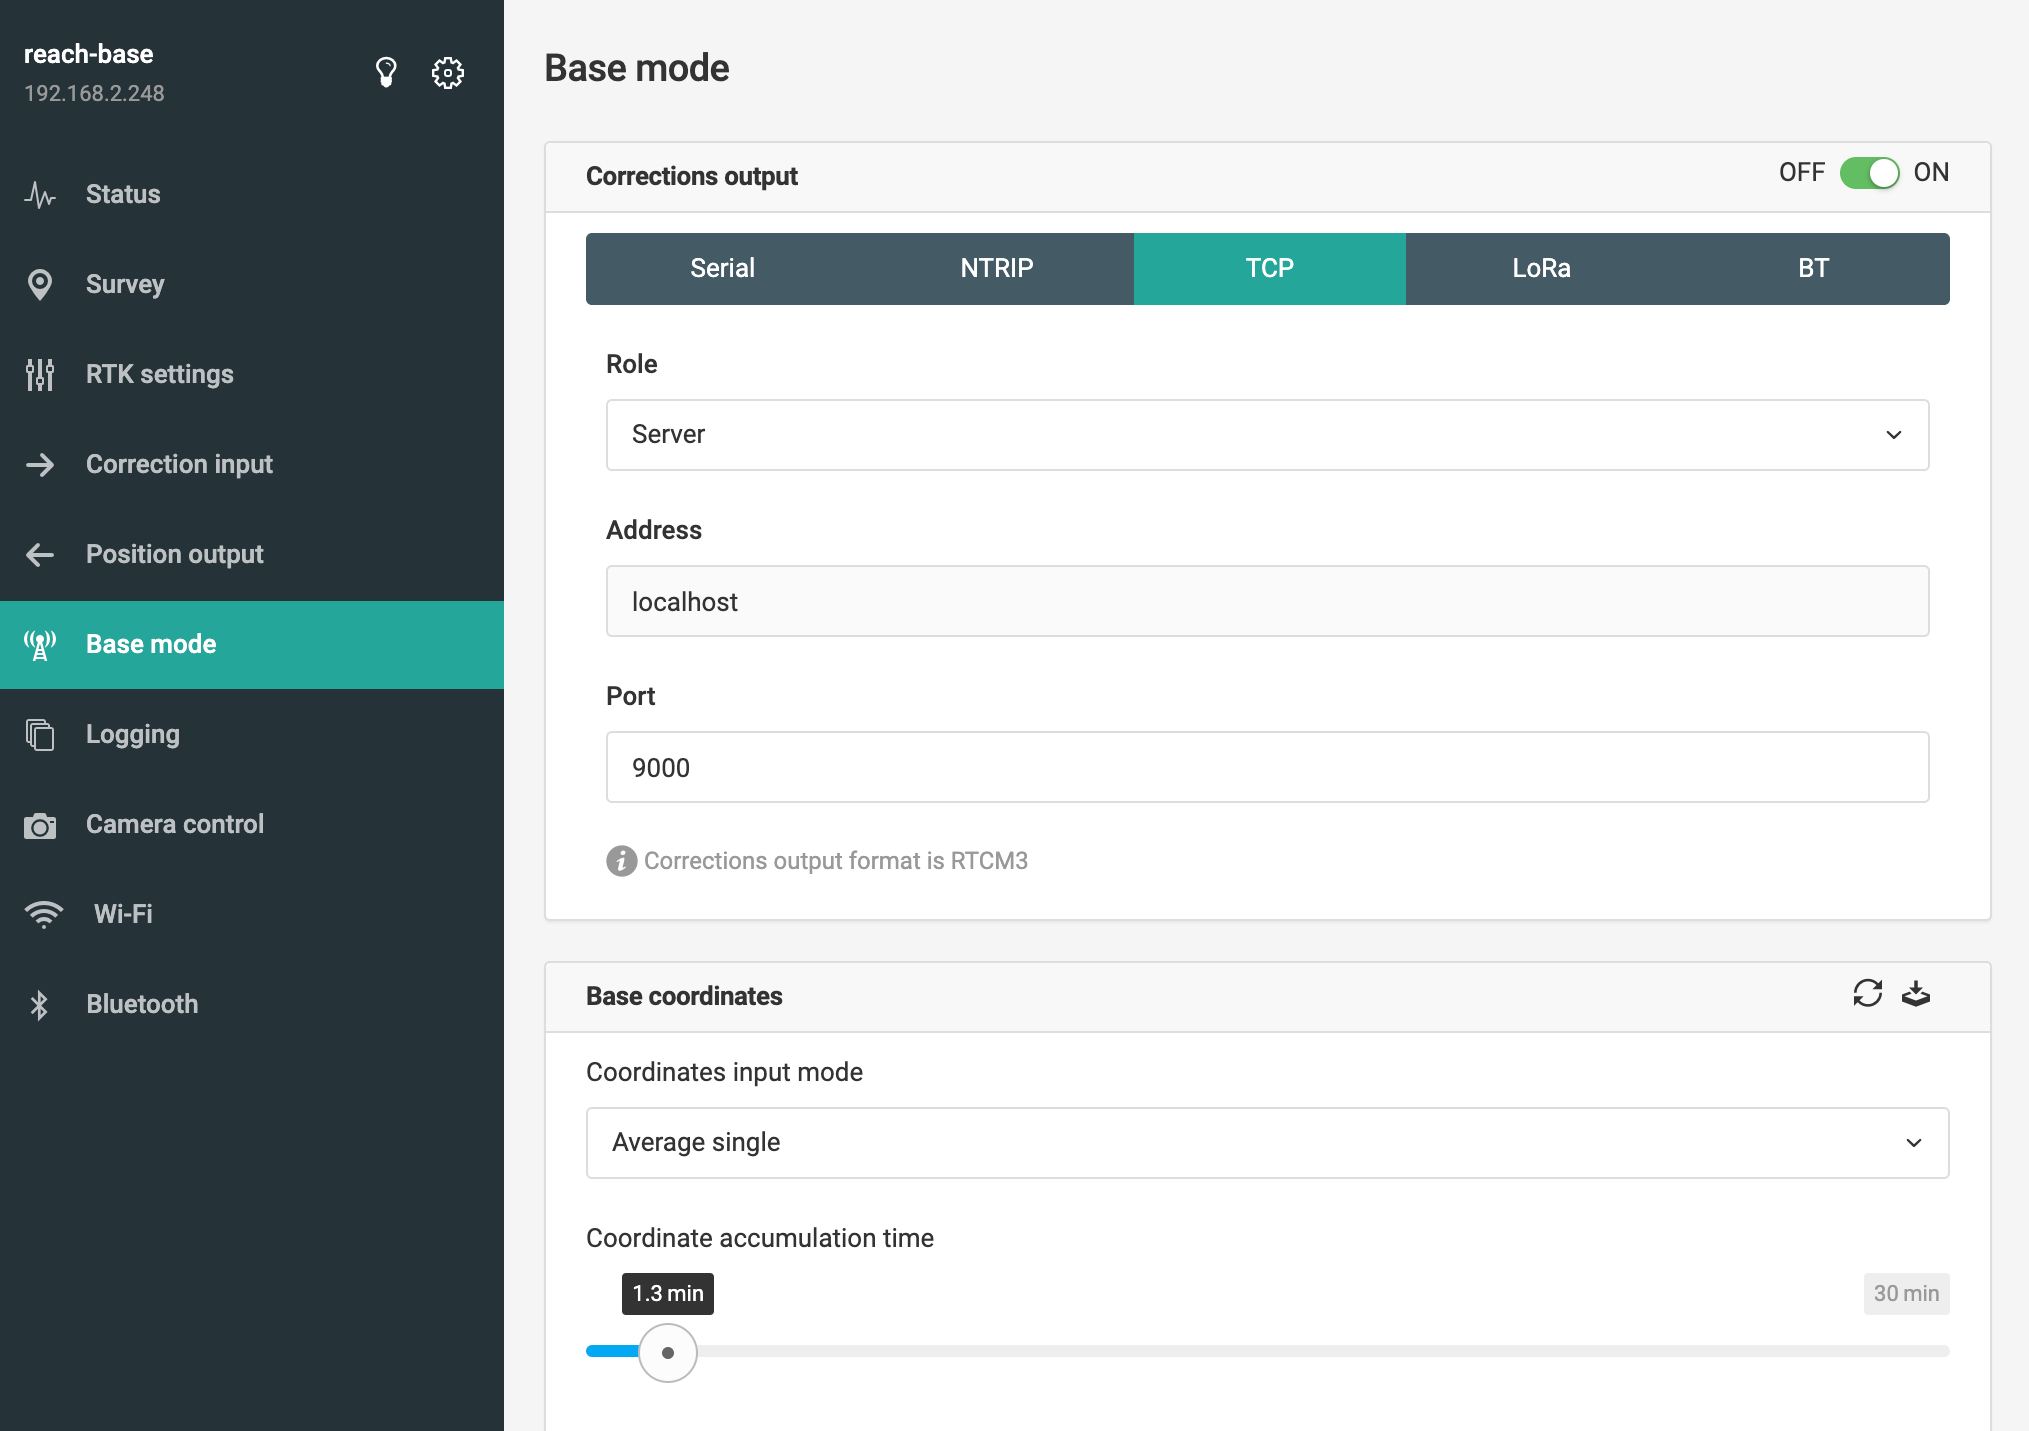 reach-base
192.168.2.248
Status
Survey
RTK settings
Correction input
Position output
Base mode
Logging
Camera control
Wi-Fi
Bluetooth
Base mode
Corrections output
OFF ON
Serial NTRIP TCP LoRa BT
Role
Server
Address
localhost
Port
9000
Corrections output format is RTCM3
Base coordinates
Coordinates input mode
Average single
Coordinate accumulation time
1.3 min 30 min